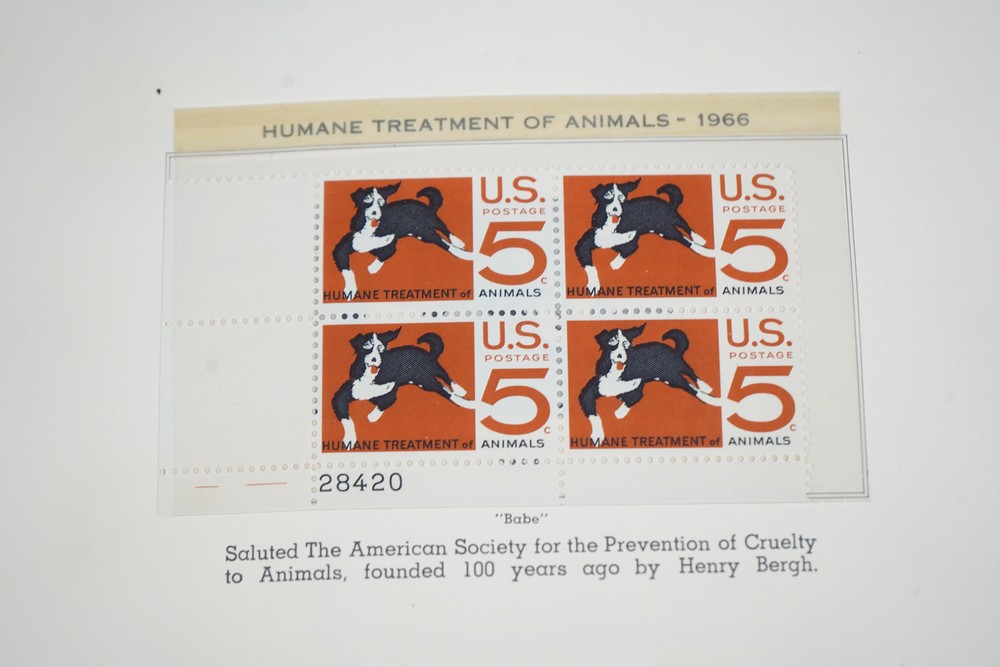 HUMANE TREATMENT OF ANIMALS - 1966
U.S.
POSTAGE
5c
HUMANE TREATMENT of ANIMALS
U.S.
POSTAGE
5c
HUMANE TREATMENT of ANIMALS
U.S.
POSTAGE
5c
HUMANE TREATMENT of ANIMALS
U.S.
POSTAGE
5c
HUMANE TREATMENT of ANIMALS
28420
"Babe"
Saluted The American Society for the Prevention of Cruelty
to Animals, founded 100 years ago by Henry Bergh.